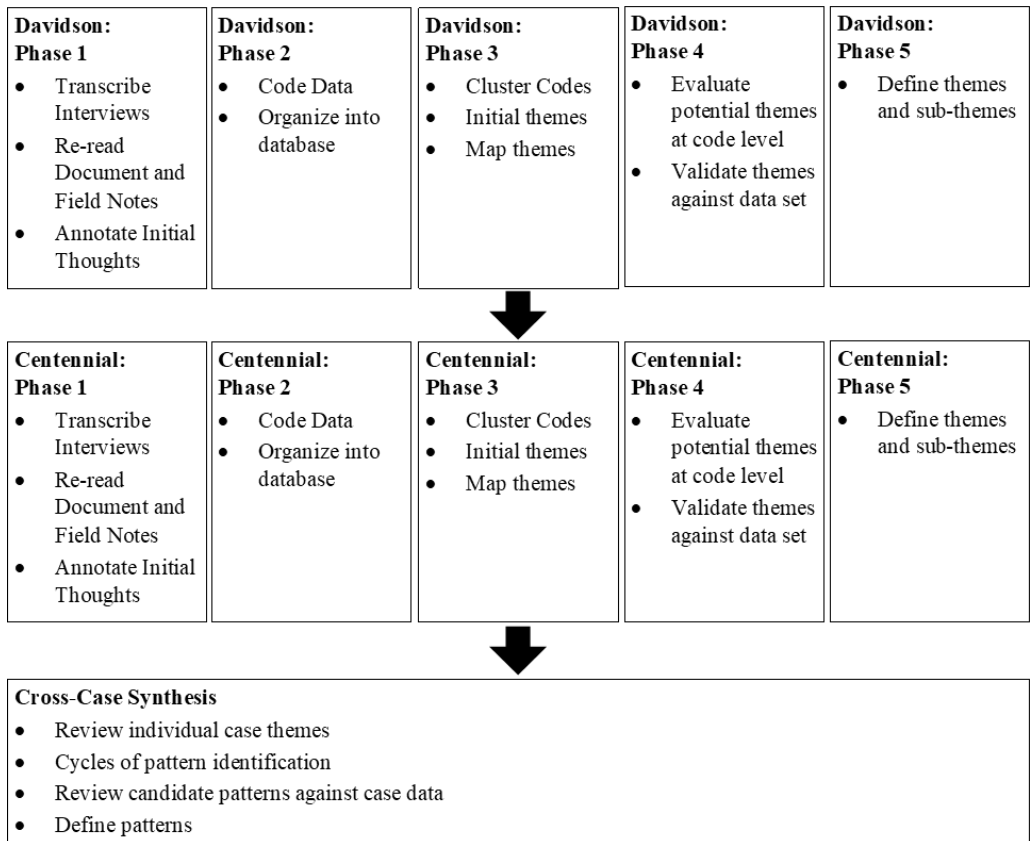 Davidson:
Phase 1
• Transcribe
Interviews
• Re-read
Document and
Field Notes
• Annotate Initial
Thoughts
Davidson:
Phase 2
• Code Data
• Organize into
database
Davidson:
Phase 3
• Cluster Codes
• Initial themes
• Map themes
Davidson:
Phase 4
• Evaluate
potential themes
at code level
• Validate themes
against data set
Davidson:
Phase 5
• Define themes
and sub-themes
Centennial:
Phase 1
• Transcribe
Interviews
• Re-read
Document and
Field Notes
• Annotate Initial
Thoughts
Centennial:
Phase 2
• Code Data
• Organize into
database
Centennial:
Phase 3
• Cluster Codes
• Initial themes
• Map themes
Centennial:
Phase 4
• Evaluate
potential themes
at code level
• Validate themes
against data set
Centennial:
Phase 5
• Define themes
and sub-themes
Cross-Case Synthesis
• Review individual case themes
• Cycles of pattern identification
• Review candidate patterns against case data
• Define patterns